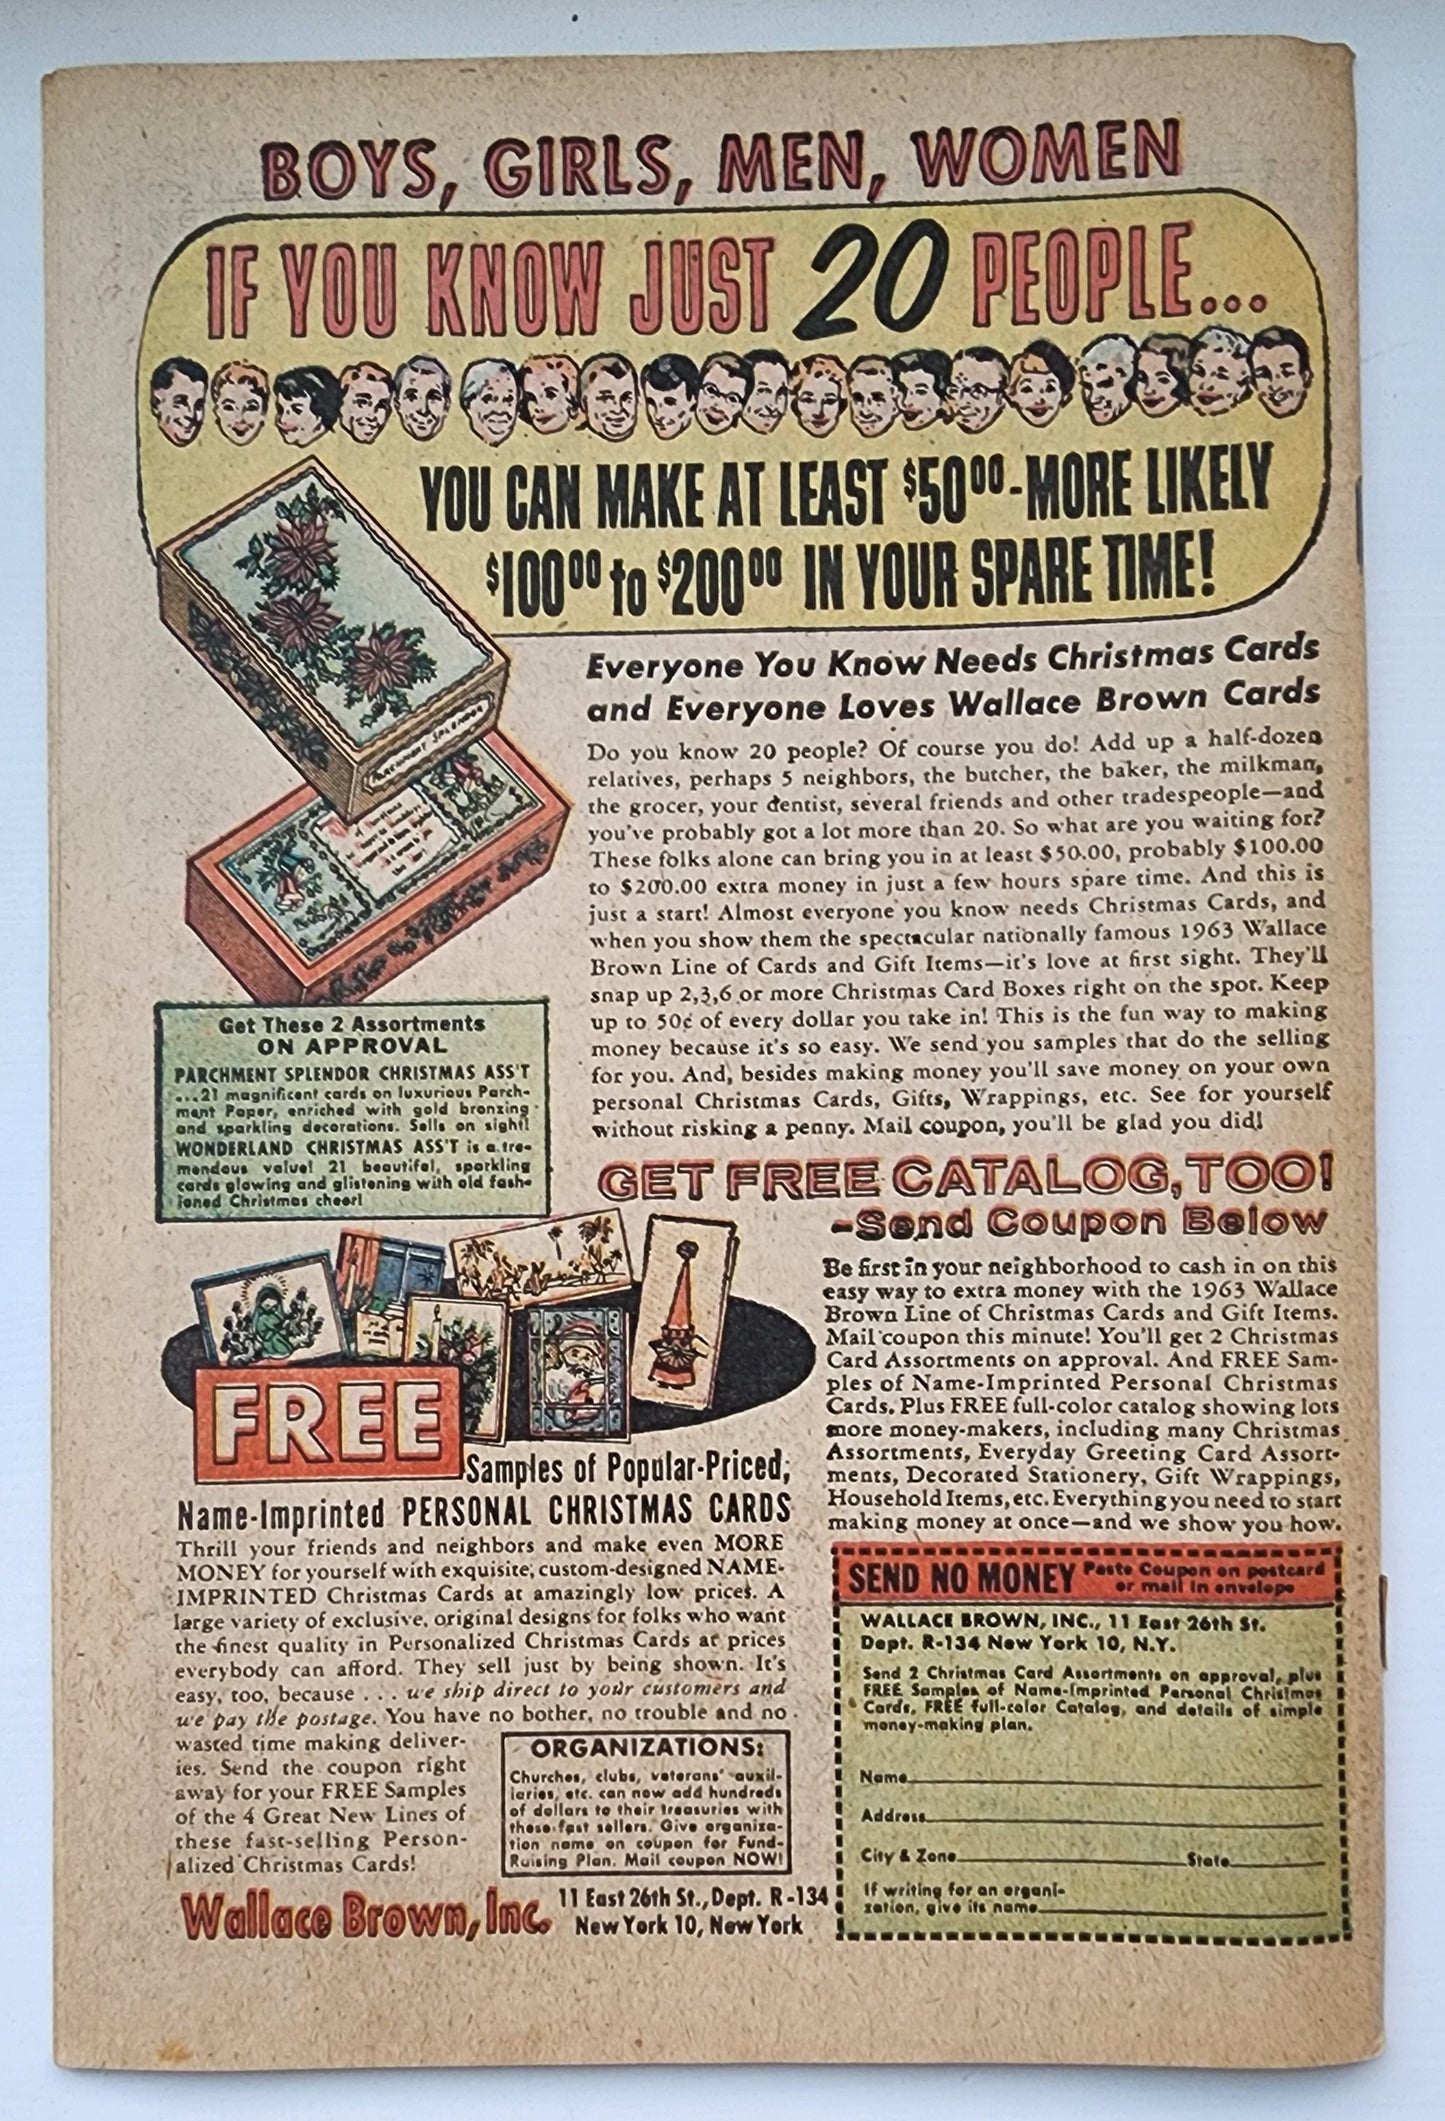 BOYS, GIRLS, MEN, WOMEN
IF YOU KNOW JUST 20 PEOPLE...
YOU CAN MAKE AT LEAST $50⁰⁰-MORE LIKELY
$100⁰⁰ to $200⁰⁰ IN YOUR SPARE TIME!
PARCHMENT SPLENDOR
Everyone You Know Needs Christmas Cards
and Everyone Loves Wallace Brown Cards
Do you know 20 people? Of course you do! Add up a half-dozen
relatives, perhaps 5 neighbors, the butcher, the baker, the milkman,
the grocer, your dentist, several friends and other tradespeople—and
you've probably got a lot more than 20. So what are you waiting for?
These folks alone can bring you in at least $50.00, probably $100.00
to $200.00 extra money in just a few hours spare time. And this is
just a start! Almost everyone you know needs Christmas Cards, and
when you show them the spectacular nationally famous 1963 Wallace
Brown Line of Cards and Gift Items—it's love at first sight. They'll
snap up 2,3,6 or more Christmas Card Boxes right on the spot. Keep
up to 50¢ of every dollar you take in! This is the fun way to making
money because it's so easy. We send you samples that do the selling
for you. And, besides making money you'll save money on your own
personal Christmas Cards, Gifts, Wrappings, etc. See for yourself
without risking a penny. Mail coupon, you'll be glad you did!
Get These 2 Assortments
ON APPROVAL
PARCHMENT SPLENDOR CHRISTMAS ASS'T
...21 magnificent cards on luxurious Parch-
ment Paper, enriched with gold bronzing
and sparkling decorations. Sells on sight!
WONDERLAND CHRISTMAS ASS'T is a tre-
mendous value! 21 beautiful, sparkling
cards glowing and glistening with old fash-
ioned Christmas cheer!
GET FREE CATALOG, TOO!
-Send Coupon Below
Be first in your neighborhood to cash in on this
easy way to extra money with the 1963 Wallace
Brown Line of Christmas Cards and Gift Items.
Mail coupon this minute! You'll get 2 Christmas
Card Assortments on approval. And FREE Sam-
ples of Name-Imprinted Personal Christmas
Cards. Plus FREE full-color catalog showing lots
more money-makers, including many Christmas
Assortments, Everyday Greeting Card Assort-
ments, Decorated Stationery, Gift Wrappings,
Household Items, etc. Everything you need to start
making money at once—and we show you how.
FREE
Samples of Popular-Priced,
Name-Imprinted PERSONAL CHRISTMAS CARDS
Thrill your friends and neighbors and make even MORE
MONEY for yourself with exquisite, custom-designed NAME-
IMPRINTED Christmas Cards at amazingly low prices. A
large variety of exclusive, original designs for folks who want
the finest quality in Personalized Christmas Cards at prices
everybody can afford. They sell just by being shown. It's
easy, too, because . . . we ship direct to your customers and
we pay the postage. You have no bother, no trouble and no
wasted time making deliver-
ies. Send the coupon right
away for your FREE Samples
of the 4 Great New Lines of
these fast-selling Person-
alized Christmas Cards!
ORGANIZATIONS:
Churches, clubs, veterans' auxil-
iaries, etc. can now add hundreds
of dollars to their treasuries with
these fast sellers. Give organiza-
tion name on coupon for Fund-
Raising Plan. Mail coupon NOW!
Wallace Brown, Inc.
11 East 26th St., Dept. R-134
New York 10, New York
SEND NO MONEY Paste Coupon on postcard
or mail in envelope
WALLACE BROWN, INC., 11 East 26th St.
Dept. R-134 New York 10, N.Y.
Send 2 Christmas Card Assortments on approval, plus
FREE Samples of Name-Imprinted Personal Christmas
Cards, FREE full-color Catalog, and details of simple
money-making plan.
Name
Address
City & Zone State
If writing for an organi-
zation, give its name